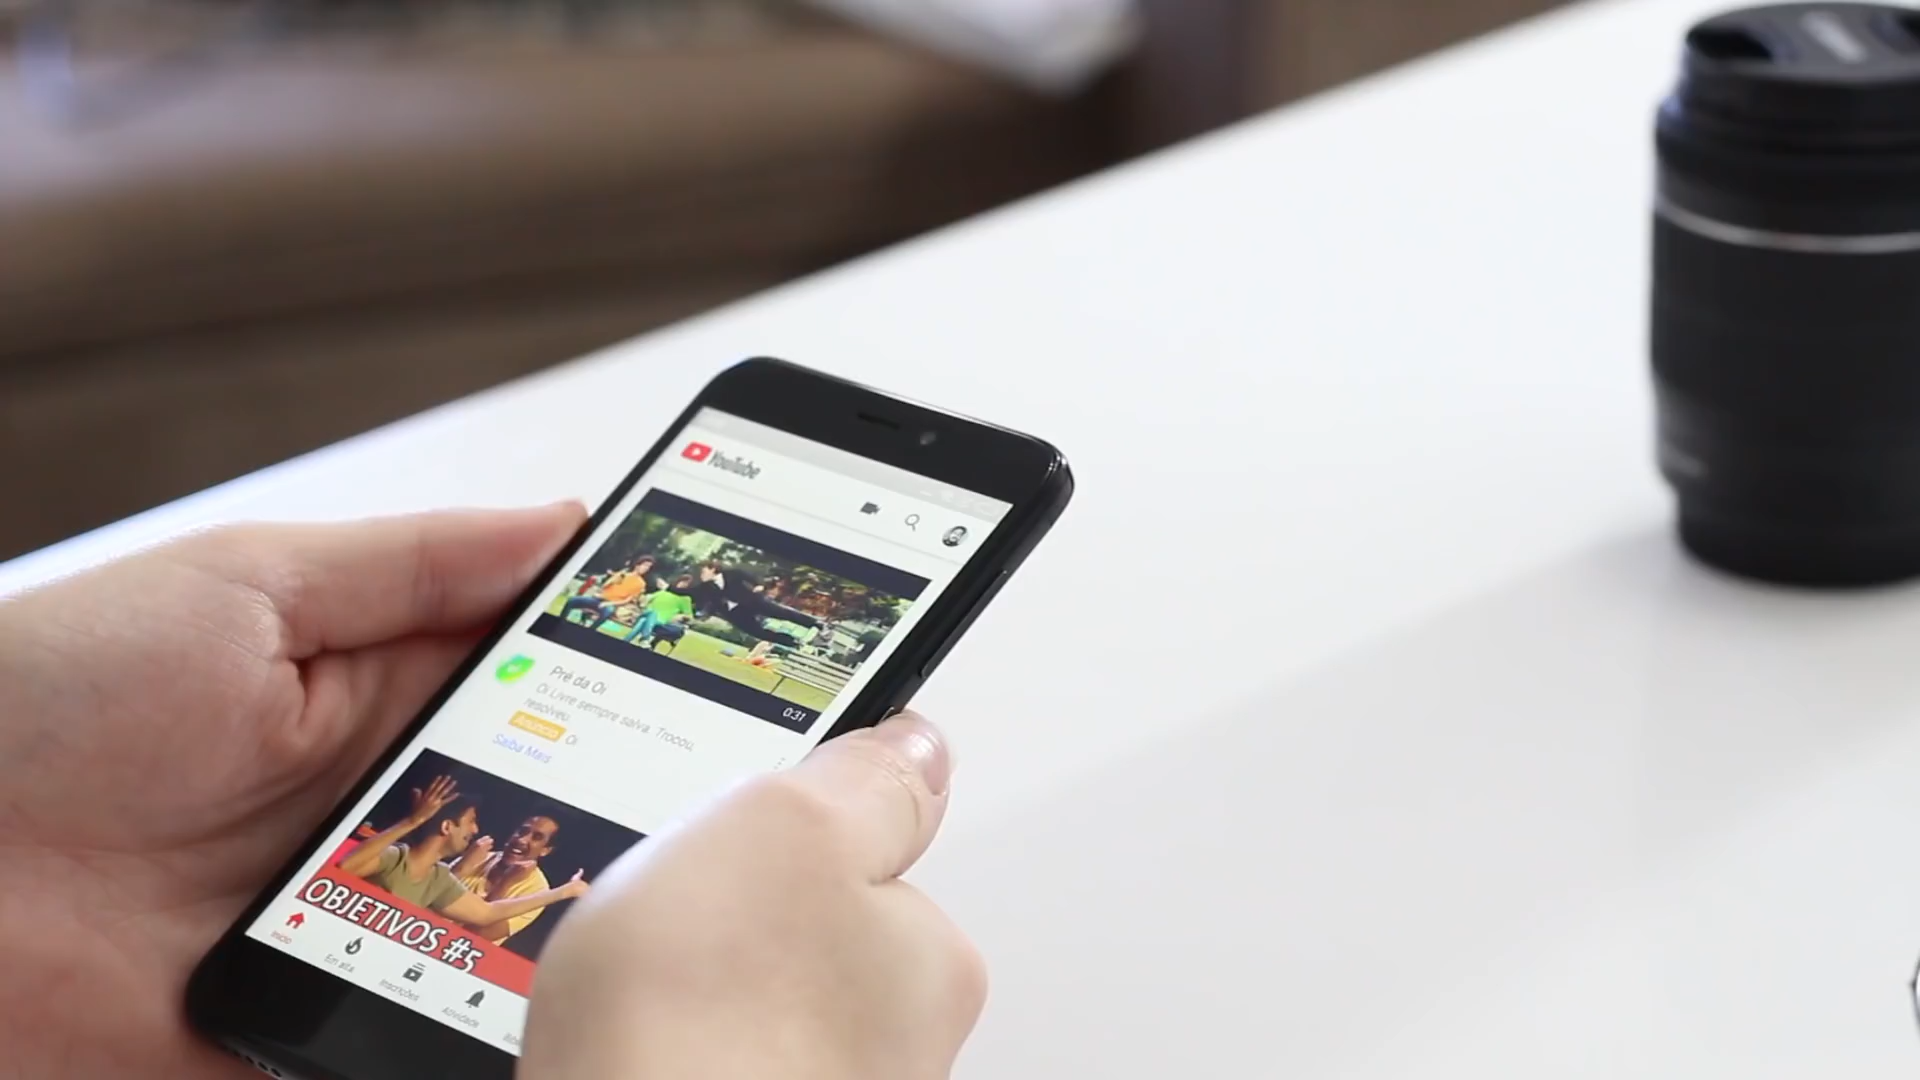 YouTube
0:31
Pré da Oi
Oi Livre sempre salva. Trocou,
resolveu.
Anúncio Oi
Saiba Mais
OBJETIVOS #5
Início
Em alta
Inscrições
Atividade